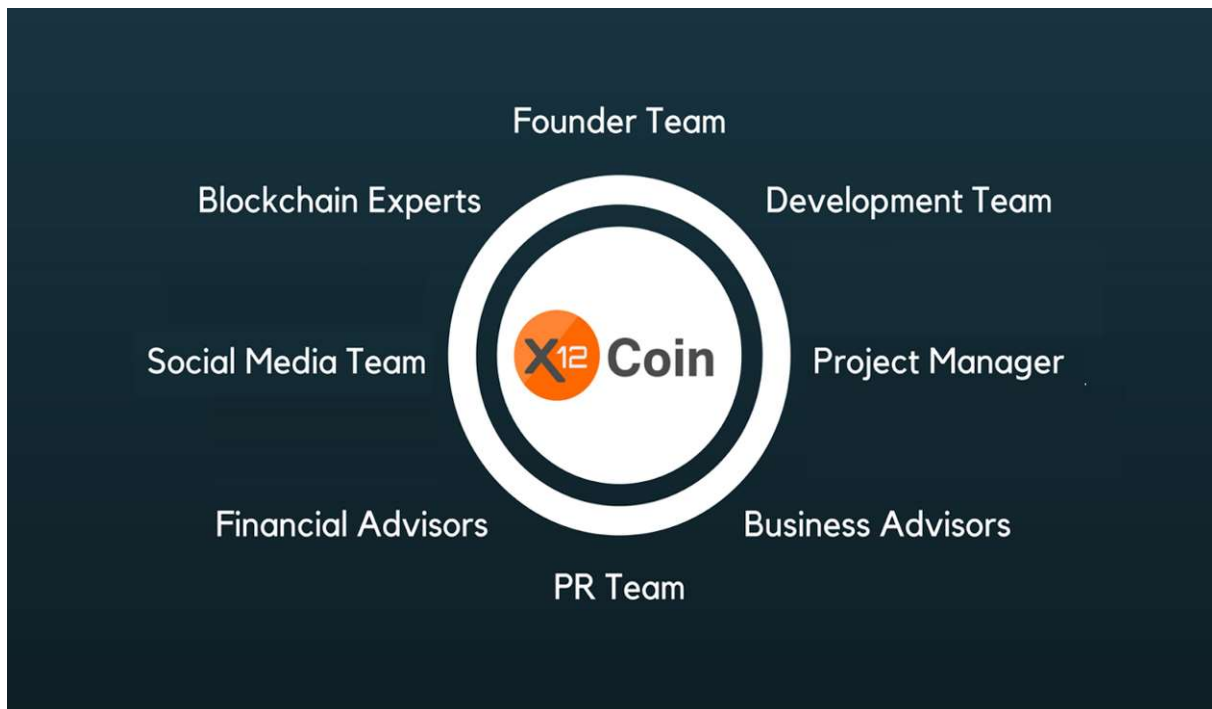 Founder Team
Blockchain Experts
Development Team
Social Media Team
X12 Coin
Project Manager
Financial Advisors
Business Advisors
PR Team